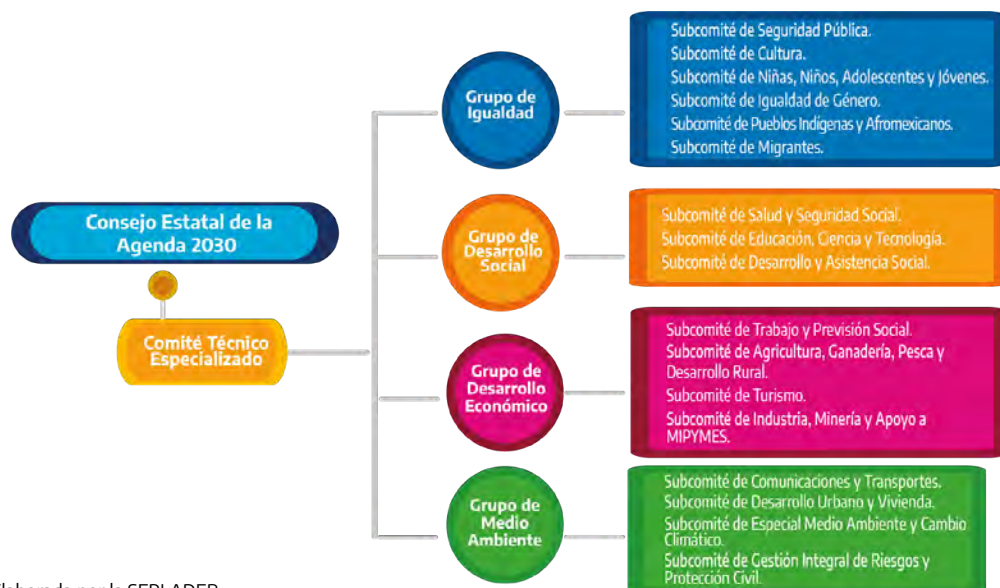 Consejo Estatal de la
Agenda 2030
Comité Técnico
Especializado
Grupo de
Igualdad
Subcomité de Seguridad Pública.
Subcomité de Cultura.
Subcomité de Niñas, Niños, Adolescentes y Jóvenes.
Subcomité de Igualdad de Género.
Subcomité de Pueblos Indígenas y Afromexicanos.
Subcomité de Migrantes.
Grupo de
Desarrollo
Social
Subcomité de Salud y Seguridad Social.
Subcomité de Educación, Ciencia y Tecnología.
Subcomité de Desarrollo y Asistencia Social.
Grupo de
Desarrollo
Económico
Subcomité de Trabajo y Previsión Social.
Subcomité de Agricultura, Ganadería, Pesca y
Desarrollo Rural.
Subcomité de Turismo.
Subcomité de Industria, Minería y Apoyo a
MIPYMES.
Grupo de
Medio
Ambiente
Subcomité de Comunicaciones y Transportes.
Subcomité de Desarrollo Urbano y Vivienda.
Subcomité de Especial Medio Ambiente y Cambio
Climático.
Subcomité de Gestión Integral de Riesgos y
Protección Civil.